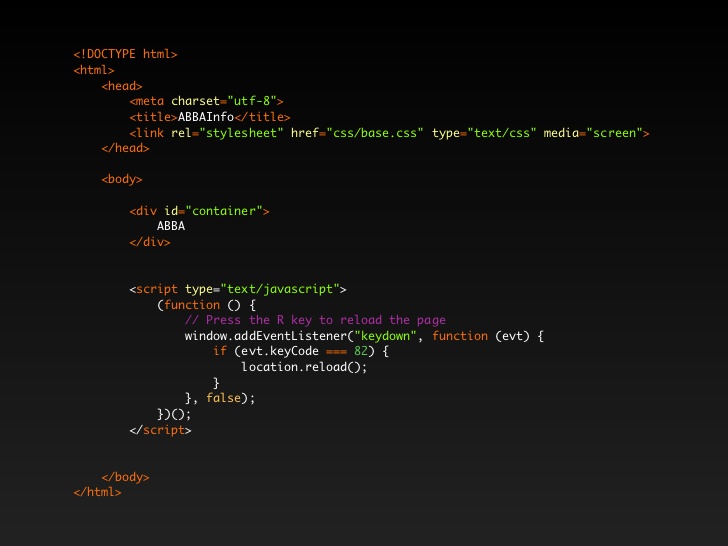 <!DOCTYPE html>
<html>
<head>
<meta charset="utf-8">
<title>ABBAInfo</title>
<link rel="stylesheet" href="css/base.css" type="text/css" media="screen">
</head>
<body>
<div id="container">
ABBA
</div>
<script type="text/javascript">
(function () {
// Press the R key to reload the page
window.addEventListener("keydown", function (evt) {
if (evt.keyCode === 82) {
location.reload();
}
}, false);
})();
</script>
</body>
</html>